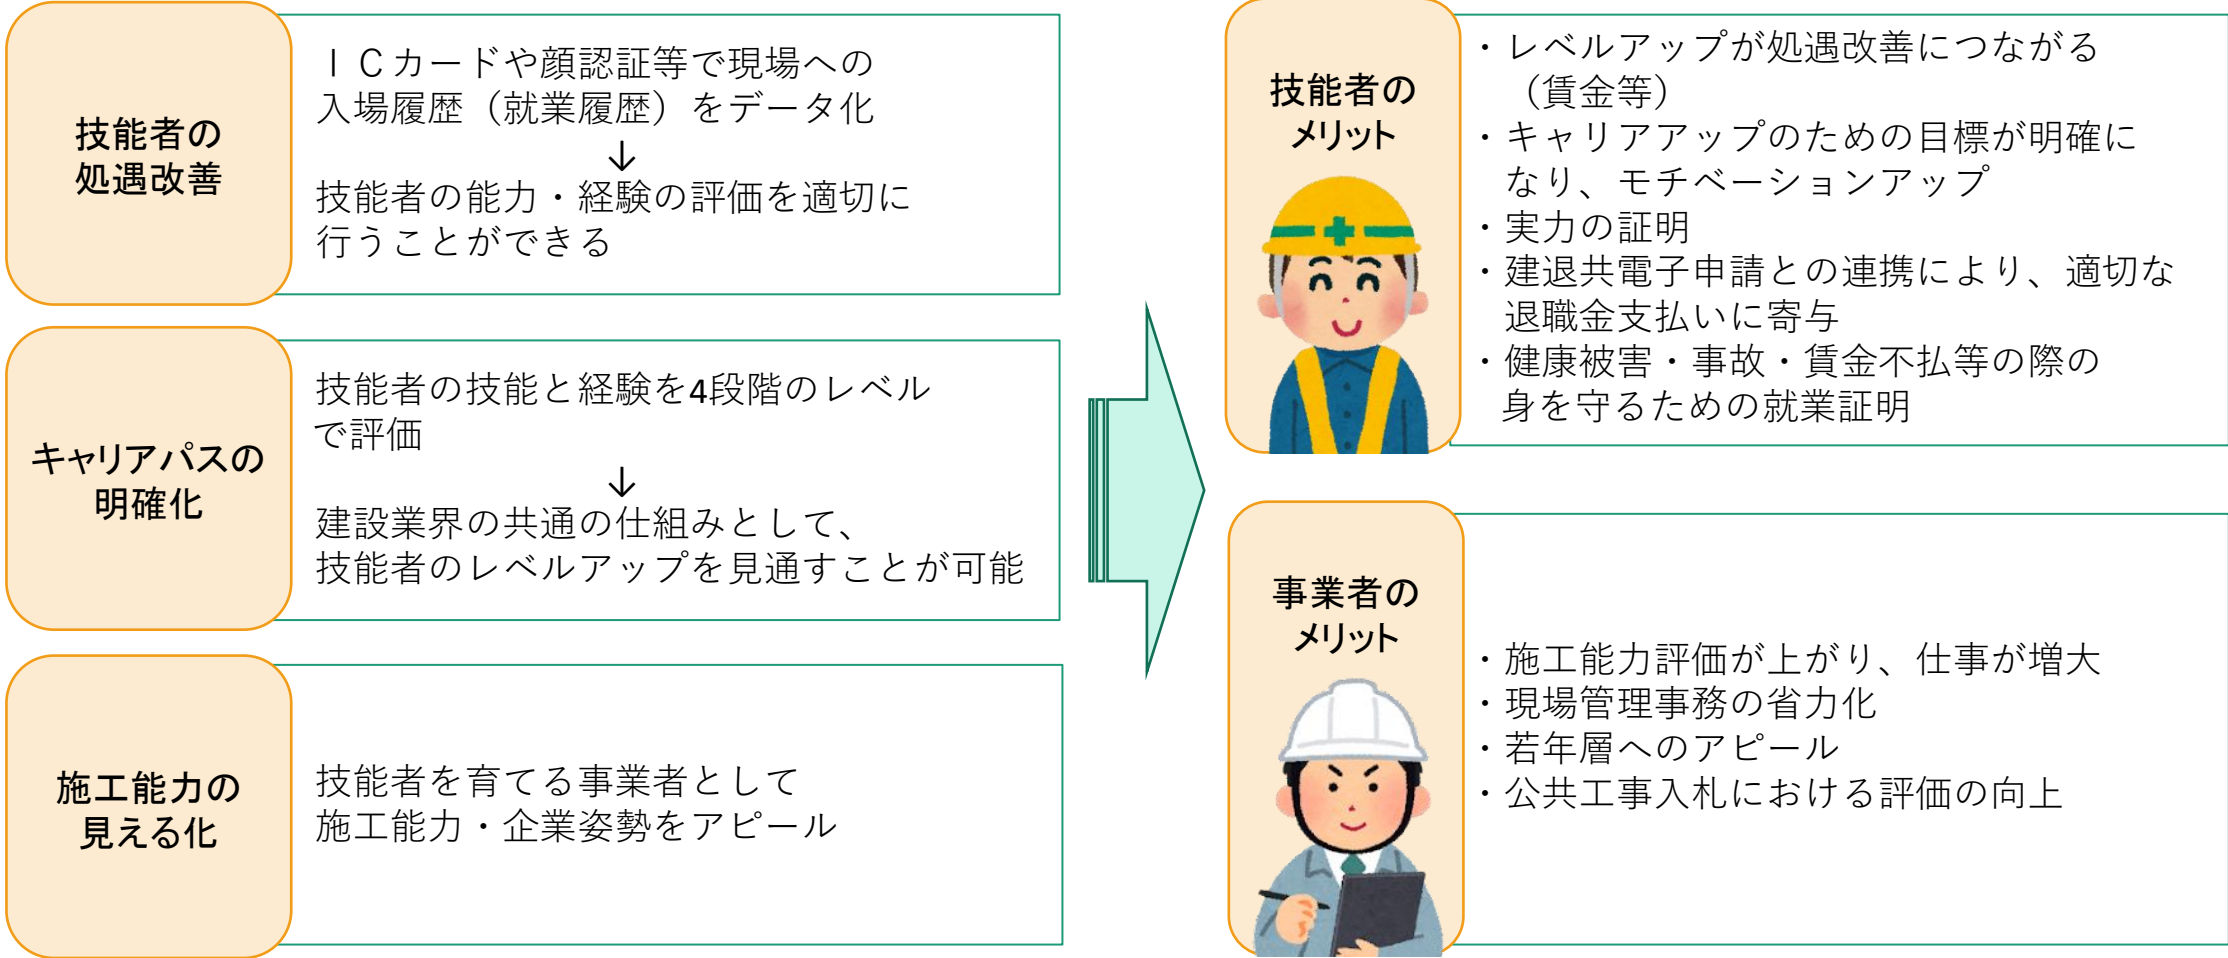 技能者の
処遇改善
ＩＣカードや顔認証等で現場への
入場履歴（就業履歴）をデータ化
↓
技能者の能力・経験の評価を適切に
行うことができる
キャリアパスの
明確化
技能者の技能と経験を4段階のレベル
で評価
↓
建設業界の共通の仕組みとして、
技能者のレベルアップを見通すことが可能
施工能力の
見える化
技能者を育てる事業者として
施工能力・企業姿勢をアピール
技能者の
メリット
・レベルアップが処遇改善につながる
（賃金等）
・キャリアアップのための目標が明確に
なり、モチベーションアップ
・実力の証明
・建退共電子申請との連携により、適切な
退職金支払いに寄与
・健康被害・事故・賃金不払等の際の
身を守るための就業証明
事業者の
メリット
・施工能力評価が上がり、仕事が増大
・現場管理事務の省力化
・若年層へのアピール
・公共工事入札における評価の向上